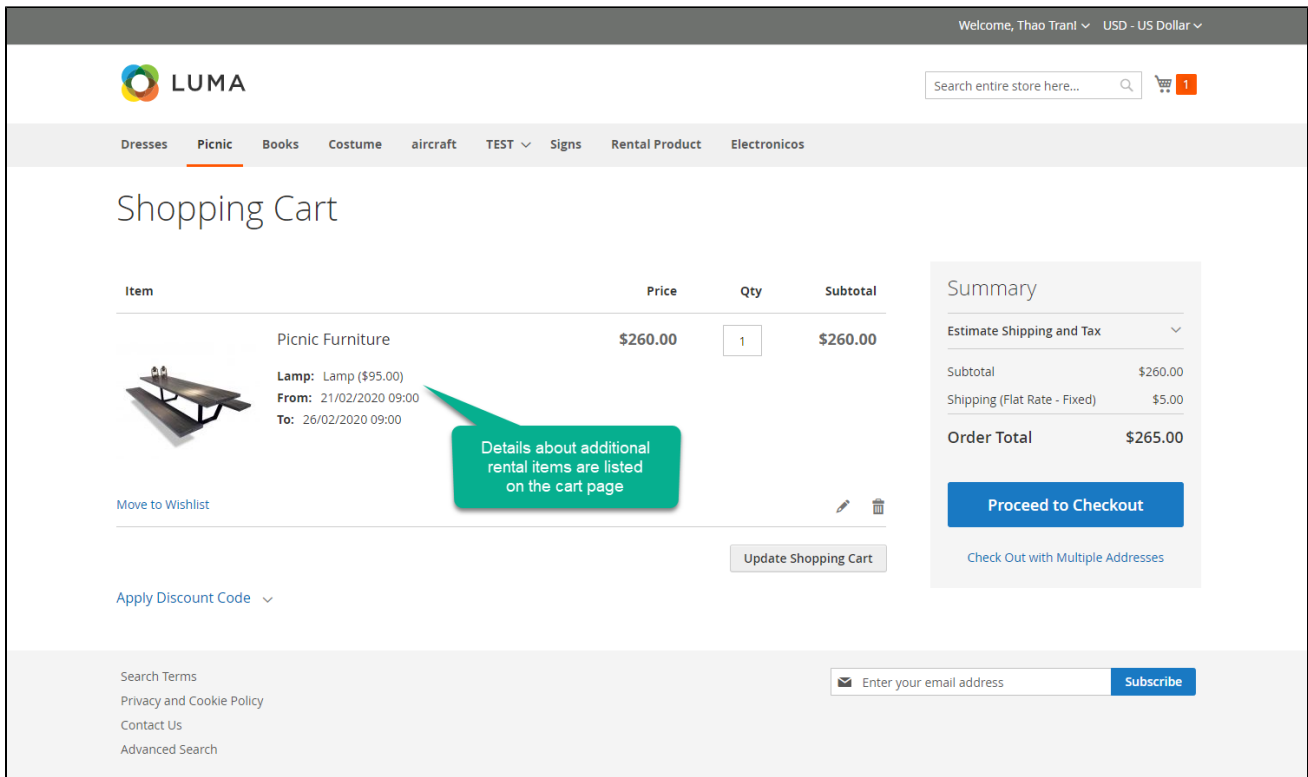 Welcome, Thao Tran! USD - US Dollar
LUMA
Search entire store here...
1
Dresses Picnic Books Costume aircraft TEST Signs Rental Product Electronicos
Shopping Cart
Item Price Qty Subtotal
Picnic Furniture $260.00 1 $260.00
Lamp: Lamp ($95.00)
From: 21/02/2020 09:00
To: 26/02/2020 09:00
Details about additional
rental items are listed
on the cart page
Move to Wishlist
Update Shopping Cart
Apply Discount Code
Summary
Estimate Shipping and Tax
Subtotal $260.00
Shipping (Flat Rate - Fixed) $5.00
Order Total $265.00
Proceed to Checkout
Check Out with Multiple Addresses
Search Terms
Privacy and Cookie Policy
Contact Us
Advanced Search
Enter your email address Subscribe